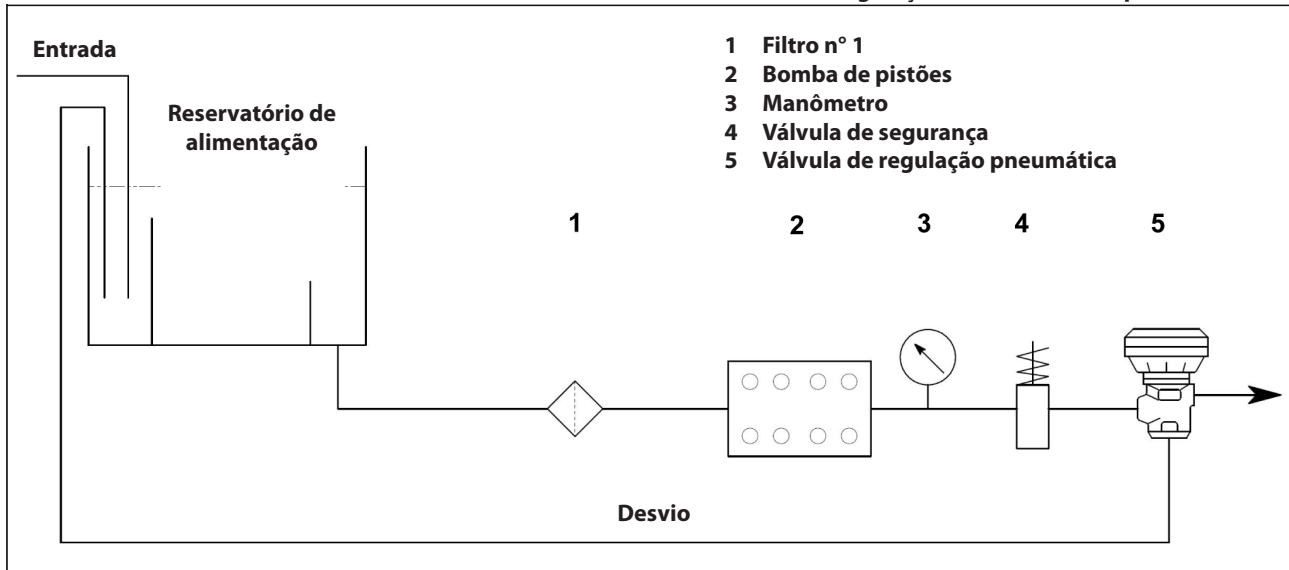 Entrada
Reservatório de
alimentação
1 Filtro n° 1
2 Bomba de pistões
3 Manômetro
4 Válvula de segurança
5 Válvula de regulação pneumática
1 2 3 4 5
Desvio